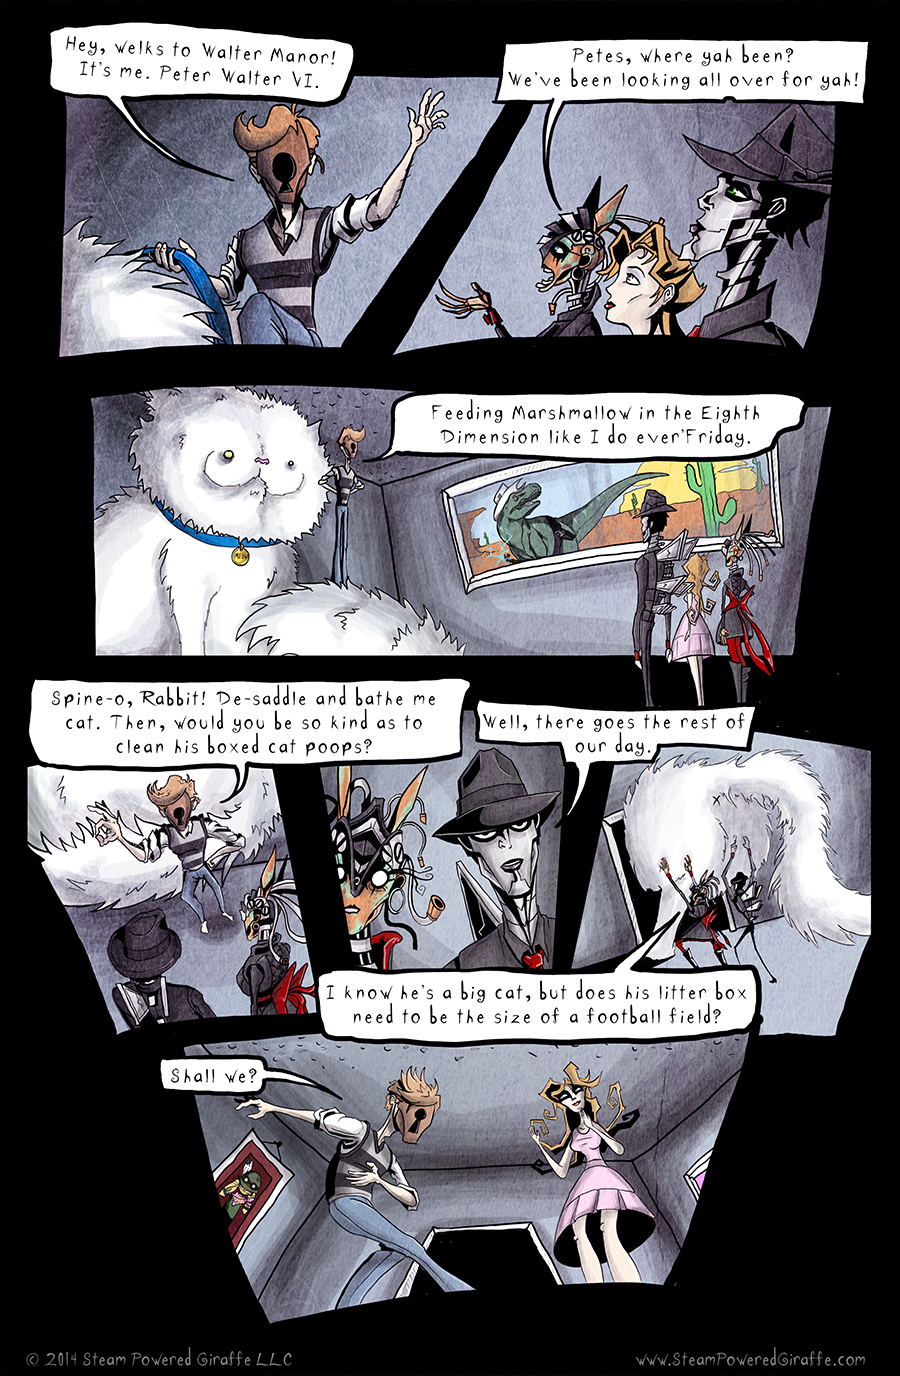 Hey, welks to Walter Manor!
It's me. Peter Walter VI.
Petes, where yah been?
We've been looking all over for yah!
Feeding Marshmallow in the Eighth
Dimension like I do ever'Friday.
Spine-o, Rabbit! De-saddle and bathe me
cat. Then, would you be so kind as to
clean his boxed cat poops?
Well, there goes the rest of
our day.
I know he's a big cat, but does his litter box
need to be the size of a football field?
Shall we?
© 2014 Steam Powered Giraffe LLC
www.SteamPoweredGiraffe.com